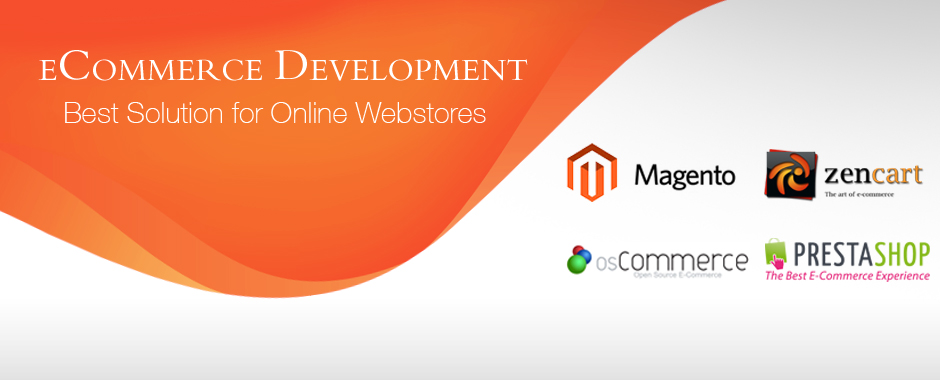 eCommerce Development
Best Solution for Online Webstores
Magento
zencart
The art of e-commerce
osCommerce
Open Source E-Commerce
PRESTASHOP
The Best E-Commerce Experience